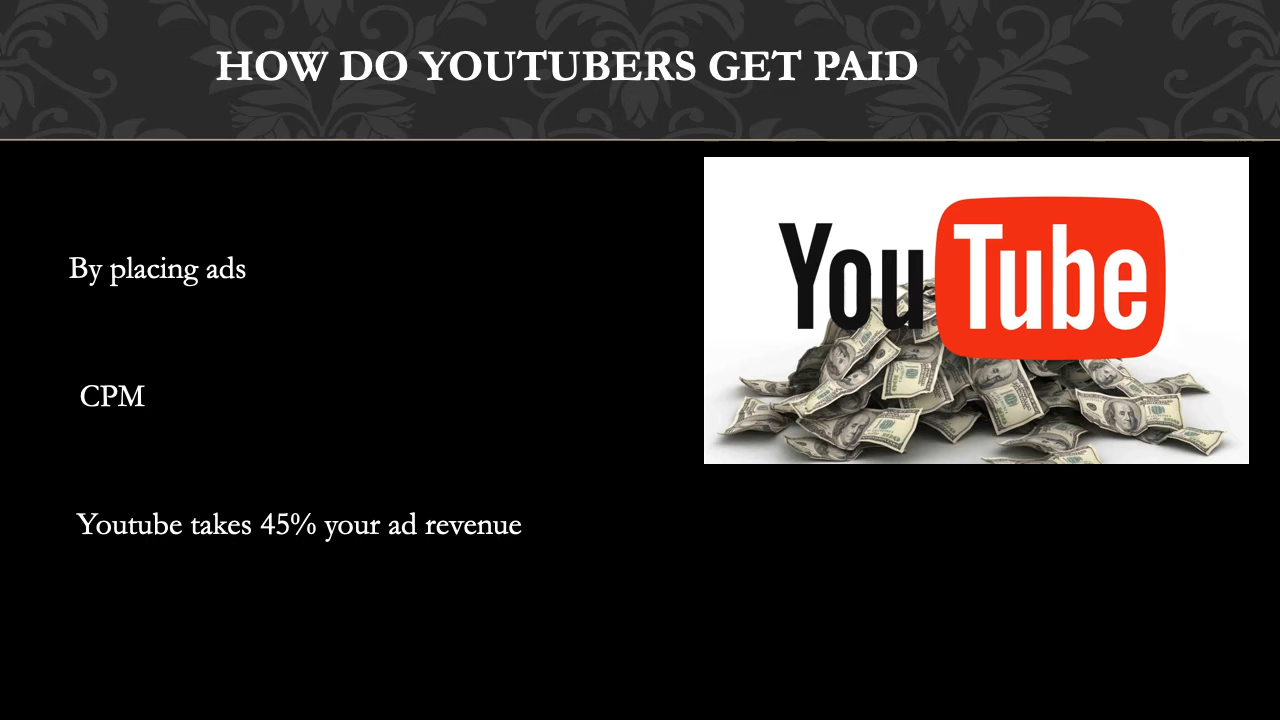 HOW DO YOUTUBERS GET PAID
By placing ads
CPM
Youtube takes 45% your ad revenue
YouTube